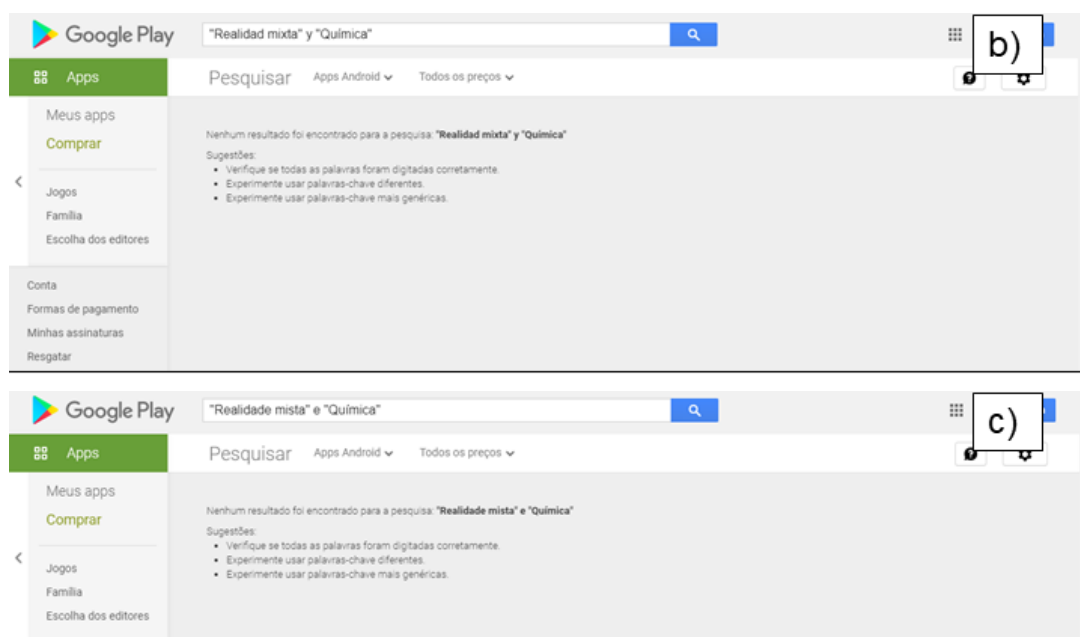 Google Play "Realidad mixta" y "Química" b)
Apps Pesquisar Apps Android Todos os preços
Meus apps
Comprar
Nenhum resultado foi encontrado para a pesquisa: "Realidad mixta" y "Química"
Sugestões:
• Verifique se todas as palavras foram digitadas corretamente.
• Experimente usar palavras-chave diferentes.
• Experimente usar palavras-chave mais genéricas.
Jogos
Família
Escolha dos editores
Conta
Formas de pagamento
Minhas assinaturas
Resgatar
Google Play "Realidade mista" e "Química" c)
Apps Pesquisar Apps Android Todos os preços
Meus apps
Comprar
Nenhum resultado foi encontrado para a pesquisa: "Realidade mista" e "Química"
Sugestões:
• Verifique se todas as palavras foram digitadas corretamente.
• Experimente usar palavras-chave diferentes.
• Experimente usar palavras-chave mais genéricas.
Jogos
Família
Escolha dos editores